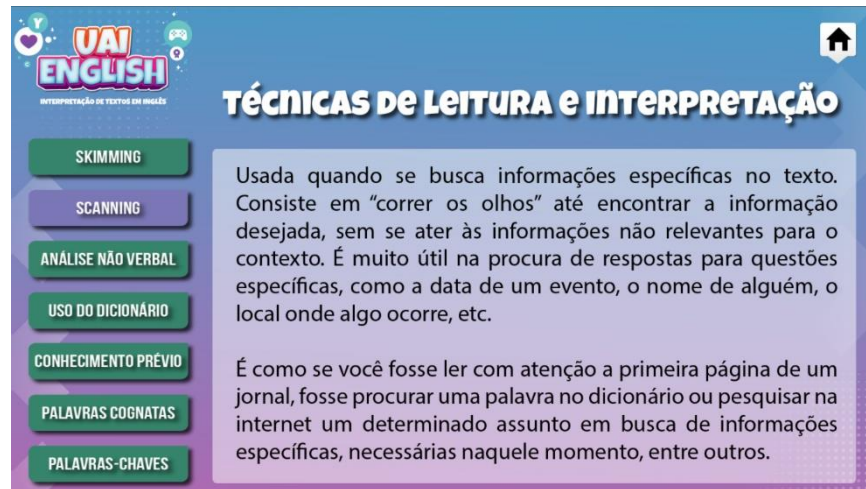 Y
UAI
ENGLISH
INTERPRETAÇÃO DE TEXTOS EM INGLÊS
TÉCNICAS DE LEITURA E INTERPRETAÇÃO
SKIMMING
SCANNING
ANÁLISE NÃO VERBAL
USO DO DICIONÁRIO
CONHECIMENTO PRÉVIO
PALAVRAS COGNATAS
PALAVRAS-CHAVES
Usada quando se busca informações específicas no texto.
Consiste em “correr os olhos” até encontrar a informação
desejada, sem se ater às informações não relevantes para o
contexto. É muito útil na procura de respostas para questões
específicas, como a data de um evento, o nome de alguém, o
local onde algo ocorre, etc.
É como se você fosse ler com atenção a primeira página de um
jornal, fosse procurar uma palavra no dicionário ou pesquisar na
internet um determinado assunto em busca de informações
específicas, necessárias naquele momento, entre outros.